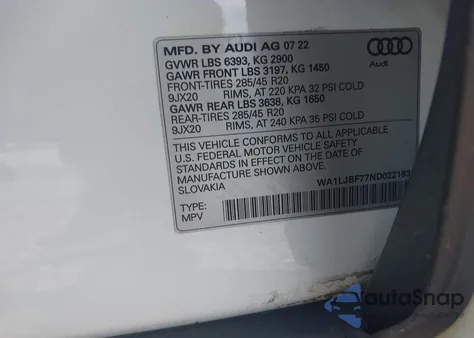 MFD. BY AUDI AG 07 22
GVWR LBS 6393, KG 2900
GAWR FRONT LBS 3197, KG 1450
FRONT-TIRES 285/45 R20
9JX20 RIMS, AT 220 KPA 32 PSI COLD
GAWR REAR LBS 3638, KG 1650
REAR-TIRES 285/45 R20
9JX20 RIMS, AT 240 KPA 35 PSI COLD
Audi
THIS VEHICLE CONFORMS TO ALL APPLICABLE
U.S. FEDERAL MOTOR VEHICLE SAFETY
STANDARDS IN EFFECT ON THE DATE OF
MANUFACTURE SHOWN ABOVE.
SLOVAKIA
WA1LJBF77ND022193
TYPE:
MPV
autoSnap